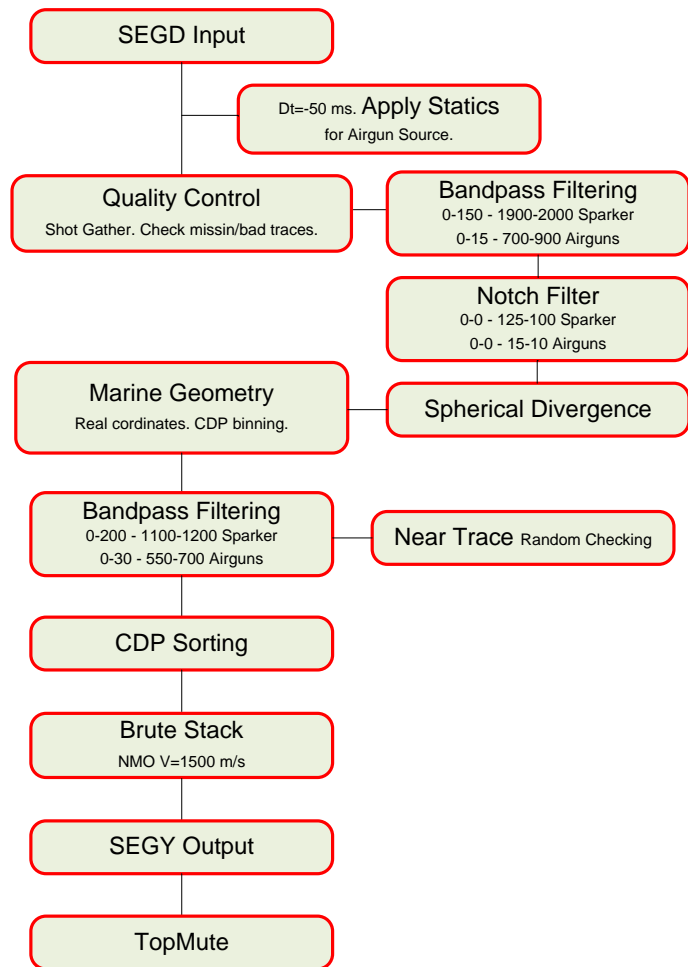 SEGD Input
Dt=-50 ms. Apply Statics
for Airgun Source.
Quality Control
Shot Gather. Check missin/bad traces.
Bandpass Filtering
0-150 - 1900-2000 Sparker
0-15 - 700-900 Airguns
Notch Filter
0-0 - 125-100 Sparker
0-0 - 15-10 Airguns
Marine Geometry
Real cordinates. CDP binning.
Spherical Divergence
Bandpass Filtering
0-200 - 1100-1200 Sparker
0-30 - 550-700 Airguns
Near Trace Random Checking
CDP Sorting
Brute Stack
NMO V=1500 m/s
SEGY Output
TopMute